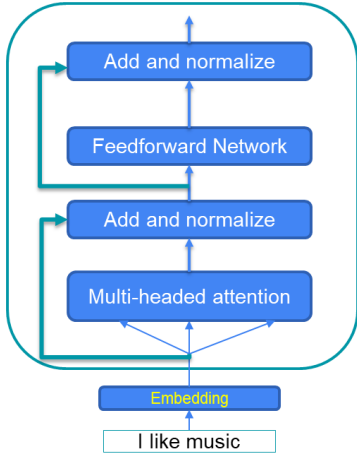 Add and normalize
Feedforward Network
Add and normalize
Multi-headed attention
Embedding
I like music